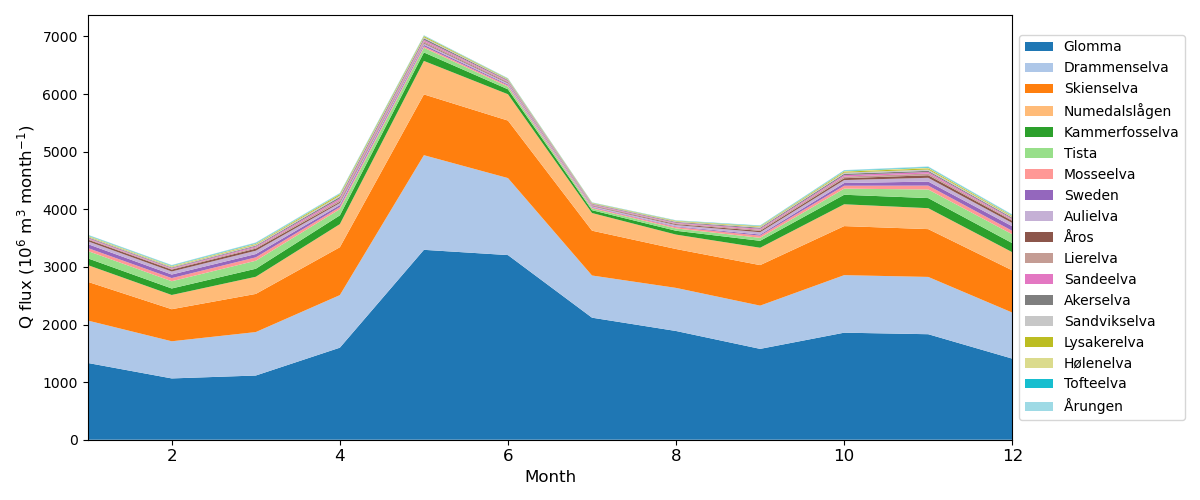 7000
6000
5000
4000
3000
2000
1000
0
Q flux (10⁶ m³ month⁻¹)
2 4 6 8 10 12
Month
Glomma
Drammenselva
Skienselva
Numedalslågen
Kammerfosselva
Tista
Mosseelva
Sweden
Aulielva
Åros
Lierelva
Sandeelva
Akerselva
Sandvikselva
Lysakerelva
Hølenelva
Tofteelva
Årungen